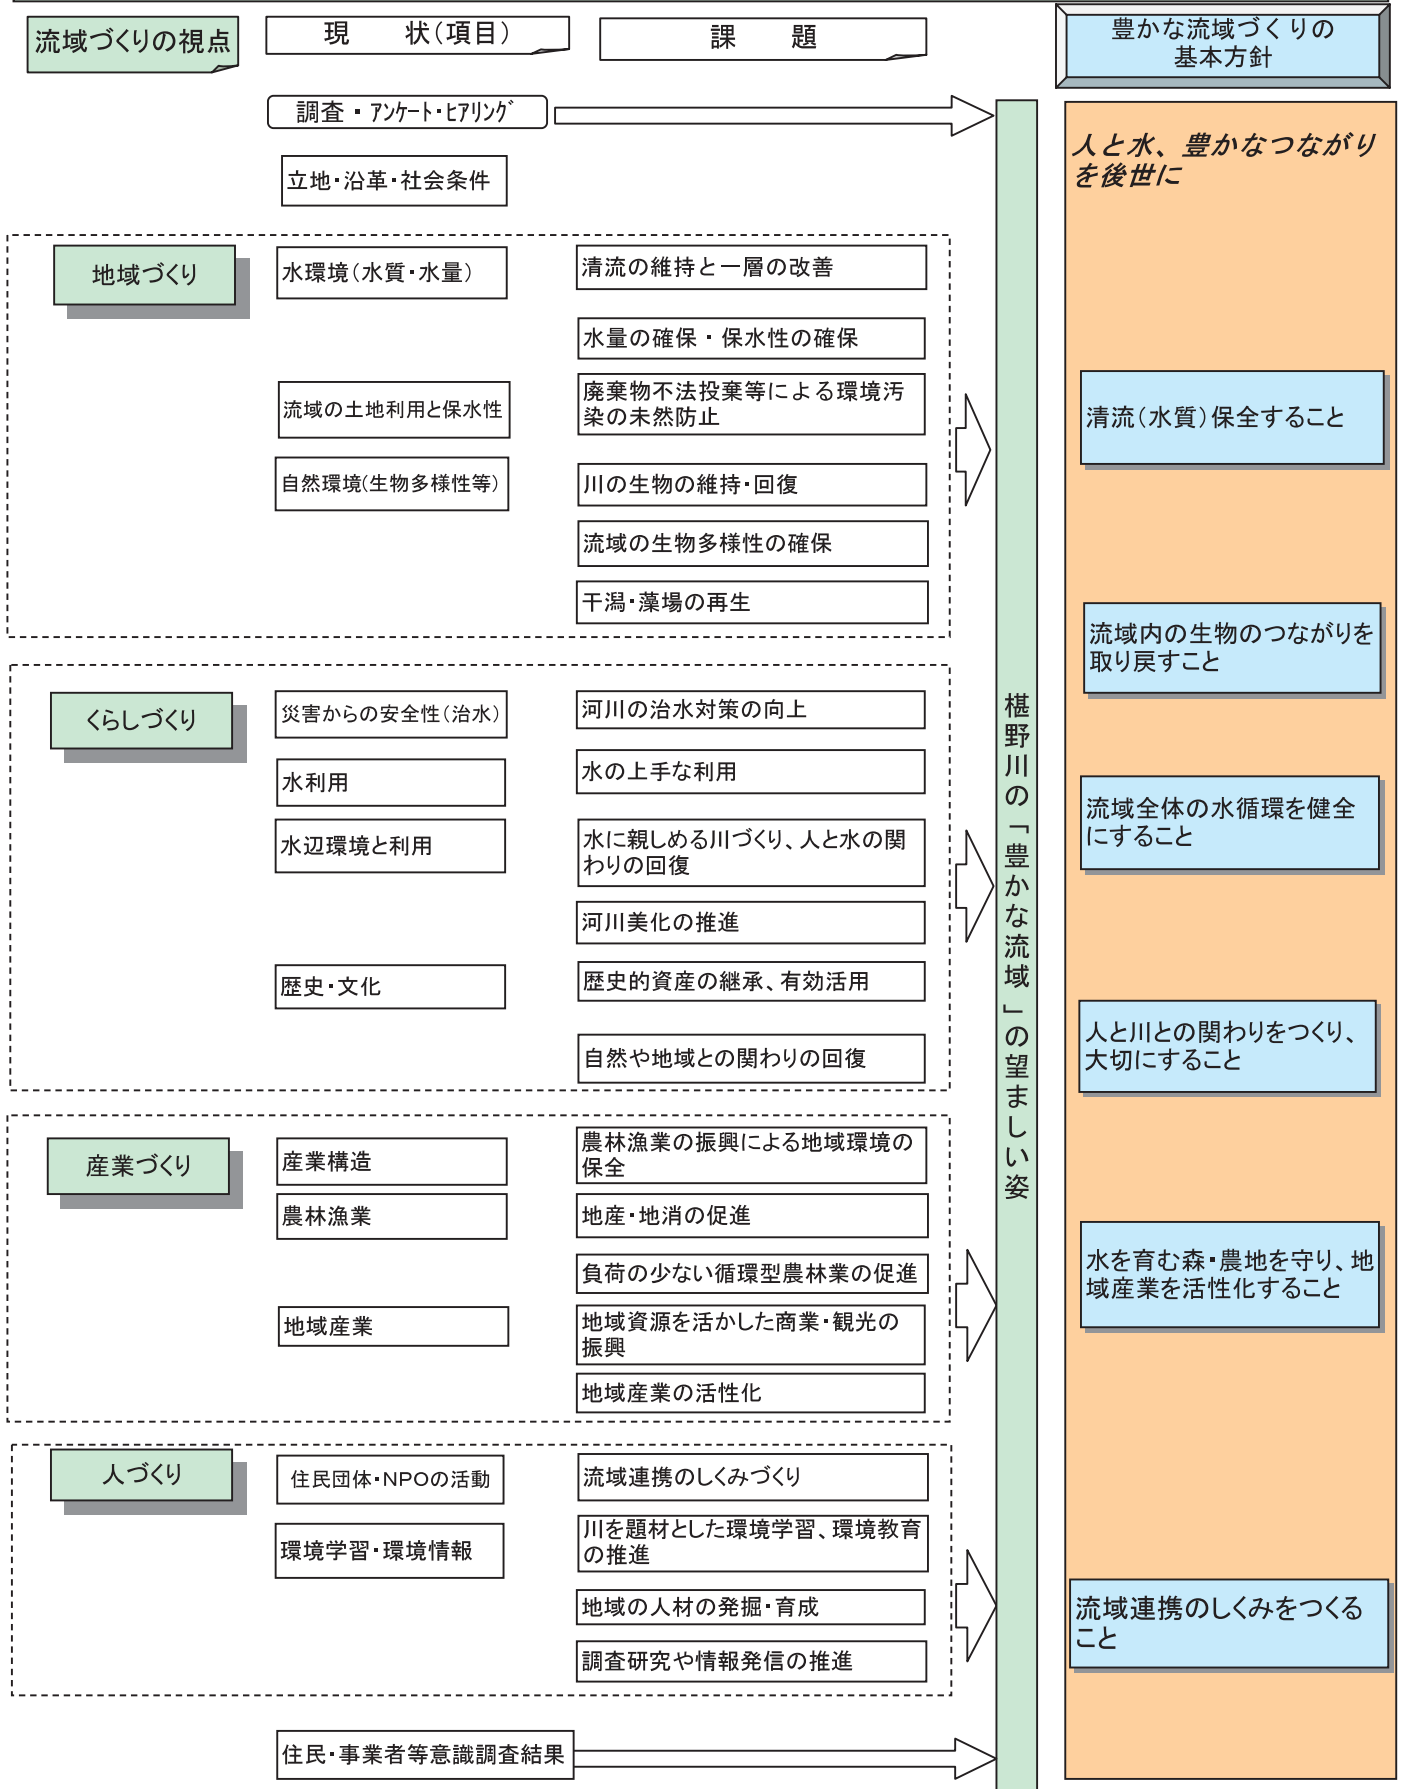 流域づくりの視点
現 状(項目)
課 題
豊かな流域づくりの
基本方針
調査・アンケート・ヒアリング
立地・沿革・社会条件
地域づくり
水環境(水質・水量)
清流の維持と一層の改善
水量の確保・保水性の確保
流域の土地利用と保水性
廃棄物不法投棄等による環境汚
染の未然防止
自然環境(生物多様性等)
川の生物の維持・回復
流域の生物多様性の確保
干潟・藻場の再生
くらしづくり
災害からの安全性(治水)
河川の治水対策の向上
水利用
水の上手な利用
水辺環境と利用
水に親しめる川づくり、人と水の関
わりの回復
河川美化の推進
歴史・文化
歴史的資産の継承、有効活用
自然や地域との関わりの回復
産業づくり
産業構造
農林漁業の振興による地域環境の
保全
農林漁業
地産・地消の促進
負荷の少ない循環型農林業の促進
地域産業
地域資源を活かした商業・観光の
振興
地域産業の活性化
人づくり
住民団体・NPOの活動
流域連携のしくみづくり
環境学習・環境情報
川を題材とした環境学習、環境教育
の推進
地域の人材の発掘・育成
調査研究や情報発信の推進
住民・事業者等意識調査結果
椹野川の「豊かな流域」の望ましい姿
人と水、豊かなつながり
を後世に
清流(水質)保全すること
流域内の生物のつながりを
取り戻すこと
流域全体の水循環を健全
にすること
人と川との関わりをつくり、
大切にすること
水を育む森・農地を守り、地
域産業を活性化すること
流域連携のしくみをつくる
こと